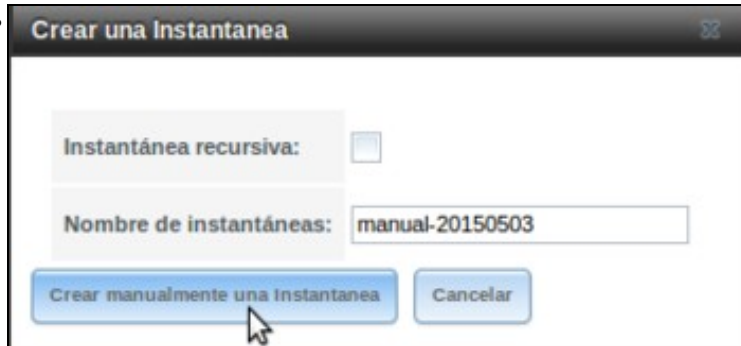 Crear una Instantanea
Instantánea recursiva:
Nombre de instantáneas: manual-20150503
Crear manualmente una Instantanea Cancelar